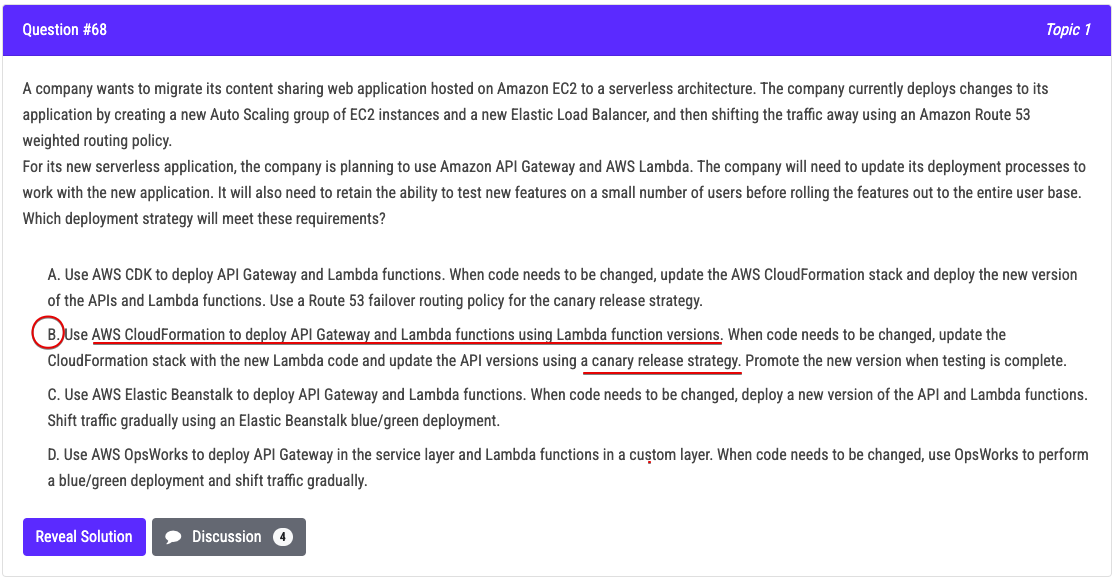 Question #68
Topic 1
A company wants to migrate its content sharing web application hosted on Amazon EC2 to a serverless architecture. The company currently deploys changes to its
application by creating a new Auto Scaling group of EC2 instances and a new Elastic Load Balancer, and then shifting the traffic away using an Amazon Route 53
weighted routing policy.
For its new serverless application, the company is planning to use Amazon API Gateway and AWS Lambda. The company will need to update its deployment processes to
work with the new application. It will also need to retain the ability to test new features on a small number of users before rolling the features out to the entire user base.
Which deployment strategy will meet these requirements?
A. Use AWS CDK to deploy API Gateway and Lambda functions. When code needs to be changed, update the AWS CloudFormation stack and deploy the new version
of the APIs and Lambda functions. Use a Route 53 failover routing policy for the canary release strategy.
B. Use AWS CloudFormation to deploy API Gateway and Lambda functions using Lambda function versions. When code needs to be changed, update the
CloudFormation stack with the new Lambda code and update the API versions using a canary release strategy. Promote the new version when testing is complete.
C. Use AWS Elastic Beanstalk to deploy API Gateway and Lambda functions. When code needs to be changed, deploy a new version of the API and Lambda functions.
Shift traffic gradually using an Elastic Beanstalk blue/green deployment.
D. Use AWS OpsWorks to deploy API Gateway in the service layer and Lambda functions in a custom layer. When code needs to be changed, use OpsWorks to perform
a blue/green deployment and shift traffic gradually.
Reveal Solution
Discussion 4